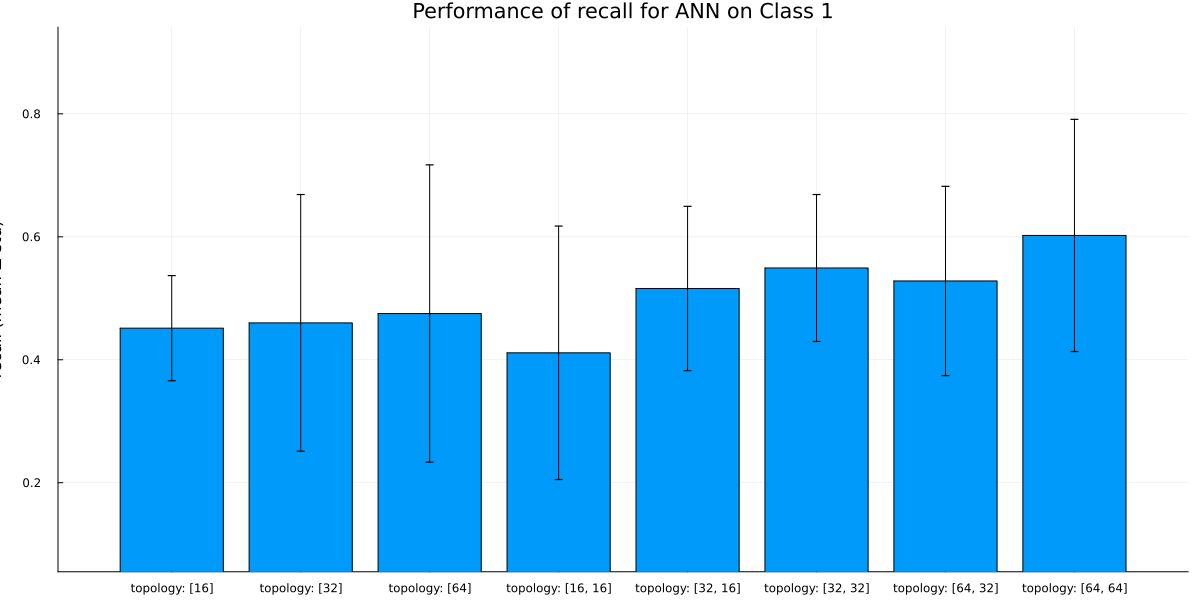 Performance of recall for ANN on Class 1
0.8
0.6
0.4
0.2
topology: [16]
topology: [32]
topology: [64]
topology: [16, 16]
topology: [32, 16]
topology: [32, 32]
topology: [64, 32]
topology: [64, 64]